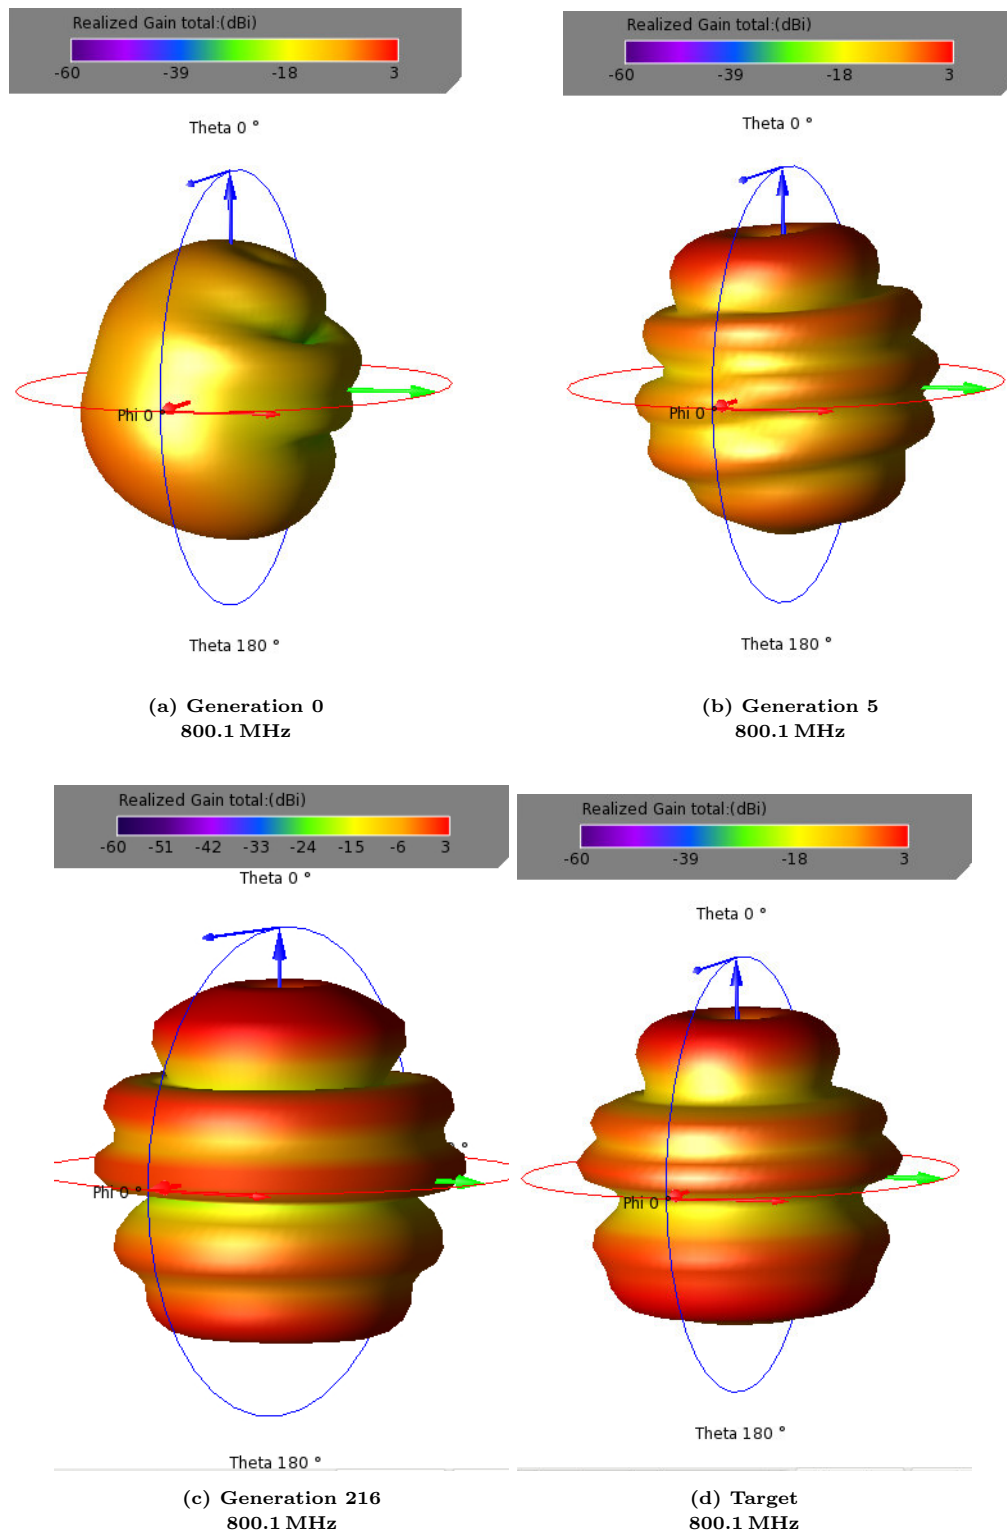 Realized Gain total:(dBi)
-60 -39 -18 3
Theta 0 °
Phi 0
Theta 180 °
(a) Generation 0
800.1 MHz
Realized Gain total:(dBi)
-60 -39 -18 3
Theta 0 °
Phi 0
Theta 180 °
(b) Generation 5
800.1 MHz
Realized Gain total:(dBi)
-60 -51 -42 -33 -24 -15 -6 3
Theta 0 °
Phi 0 °
Theta 180 °
(c) Generation 216
800.1 MHz
Realized Gain total:(dBi)
-60 -39 -18 3
Theta 0 °
Phi 0 °
Theta 180 °
(d) Target
800.1 MHz